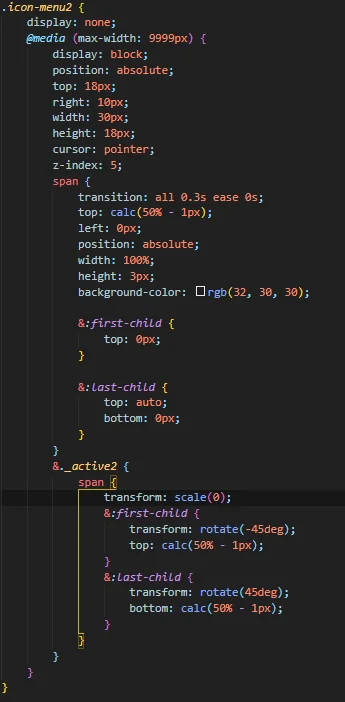 .icon-menu2 {
    display: none;
    @media (max-width: 9999px) {
        display: block;
        position: absolute;
        top: 18px;
        right: 10px;
        width: 30px;
        height: 18px;
        cursor: pointer;
        z-index: 5;
        span {
            transition: all 0.3s ease 0s;
            top: calc(50% - 1px);
            left: 0px;
            position: absolute;
            width: 100%;
            height: 3px;
            background-color: rgb(32, 30, 30);

            &:first-child {
                top: 0px;
            }

            &:last-child {
                top: auto;
                bottom: 0px;
            }
        }
        &._active2 {
            span {
                transform: scale(0);
                &:first-child {
                    transform: rotate(-45deg);
                    top: calc(50% - 1px);
                }
                &:last-child {
                    transform: rotate(45deg);
                    bottom: calc(50% - 1px);
                }
            }
        }
    }
}